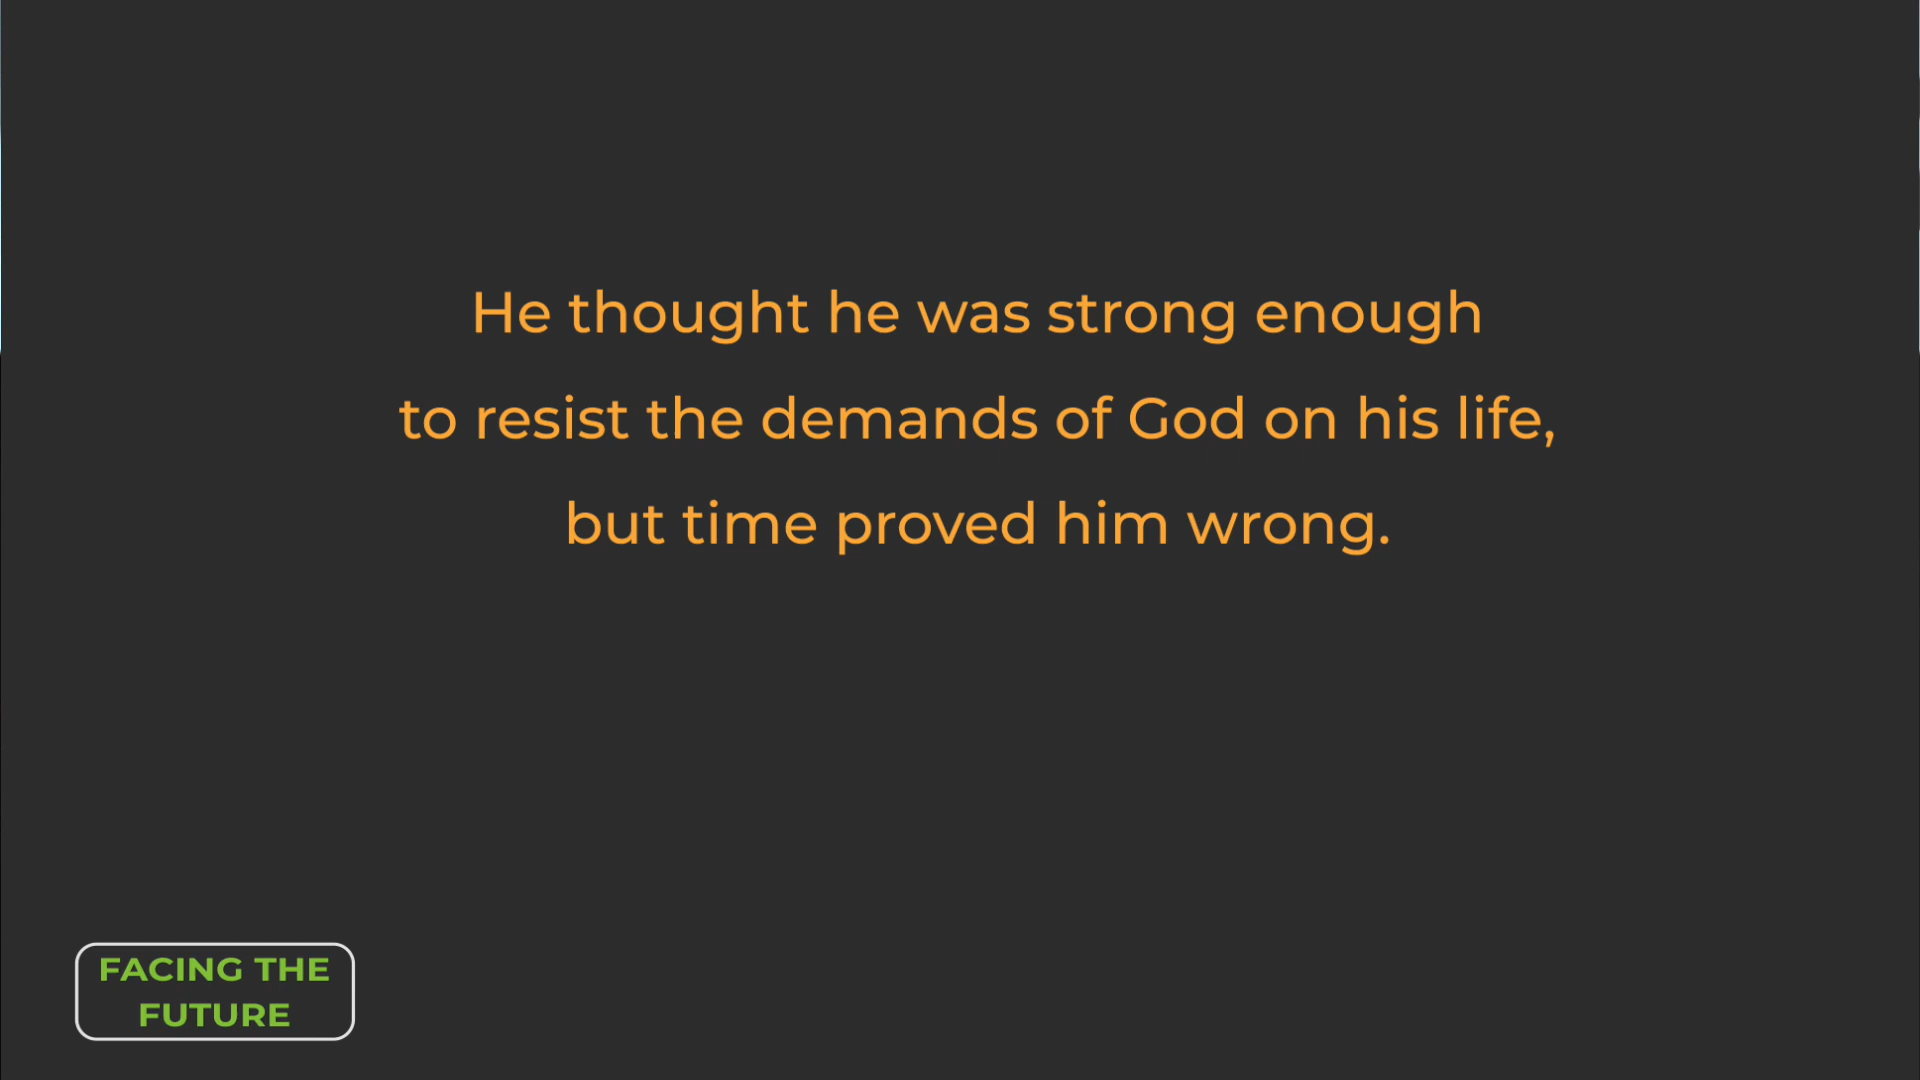 He thought he was strong enough
to resist the demands of God on his life,
but time proved him wrong.
FACING THE
FUTURE